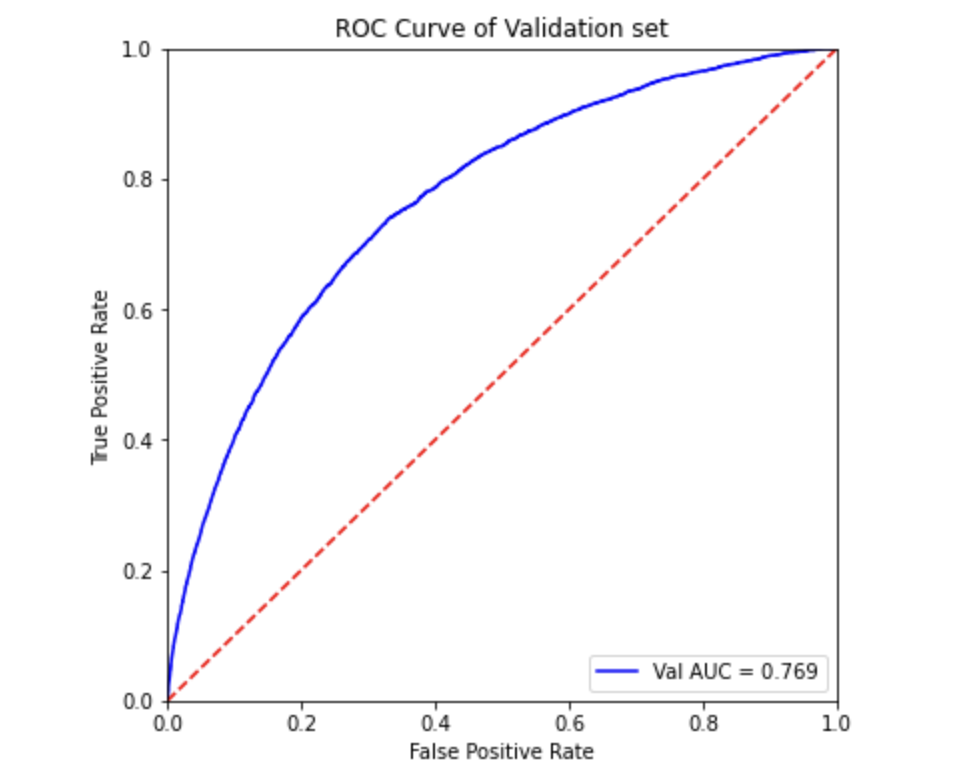 ROC Curve of Validation set
1.0
0.8
0.6
0.4
0.2
0.0
True Positive Rate
Val AUC = 0.769
0.0 0.2 0.4 0.6 0.8 1.0
False Positive Rate